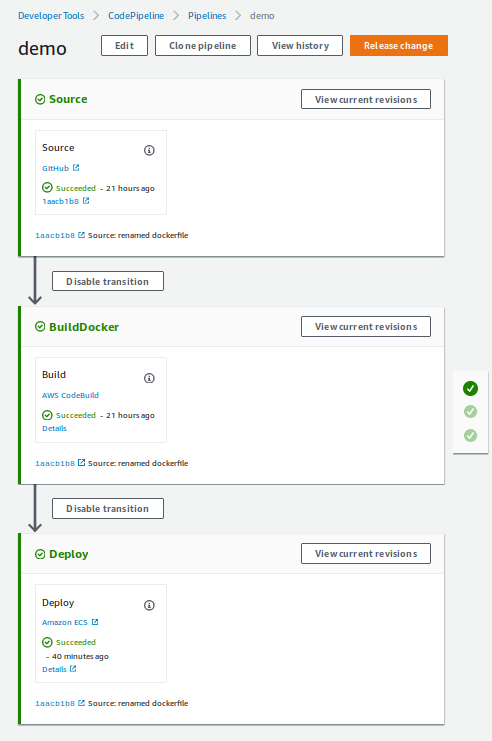 Developer Tools > CodePipeline > Pipelines > demo
demo Edit Clone pipeline View history Release change
Source View current revisions
Source
GitHub
Succeeded - 21 hours ago
1aacb1b8
1aacb1b8 Source: renamed dockerfile
Disable transition
BuildDocker View current revisions
Build
AWS CodeBuild
Succeeded - 21 hours ago
Details
1aacb1b8 Source: renamed dockerfile
Disable transition
Deploy View current revisions
Deploy
Amazon ECS
Succeeded
- 40 minutes ago
Details
1aacb1b8 Source: renamed dockerfile